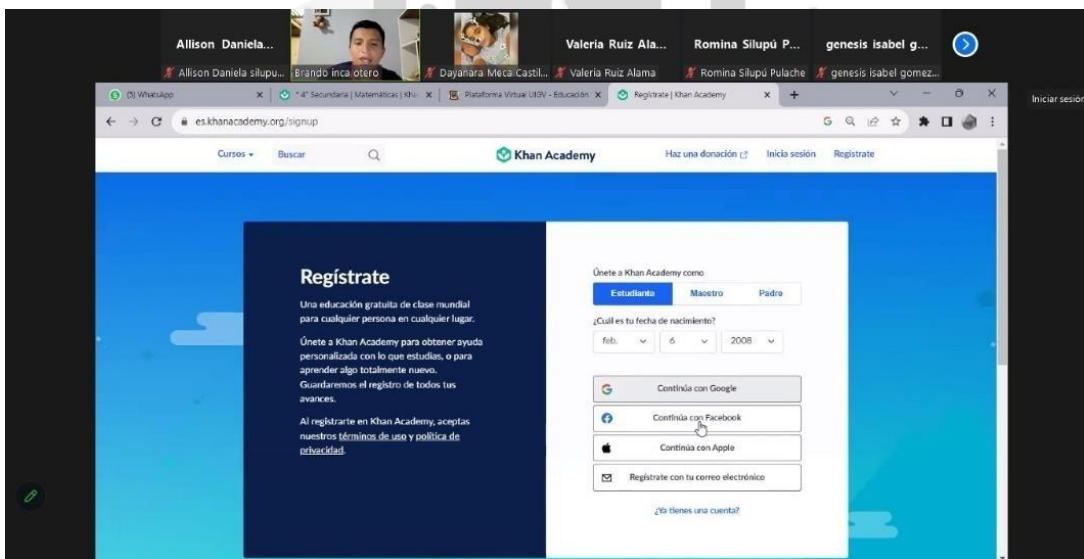 Allison Daniela...
Valeria Ruiz Ala...
Romina Silupú P...
genesis isabel g...
Allison Daniela silupu...
Brando inca otero
Dayanara Meca Castil...
Valeria Ruiz Alama
Romina Silupú Pulache
genesis isabel gomez...
(5) WhatsApp
* 4° Secundaria | Matemáticas | Kha
Plataforma Virtual UIGV - Educación
Regístrate | Khan Academy
Iniciar sesión
es.khanacademy.org/signup
Cursos
Buscar
Khan Academy
Haz una donación
Inicia sesión
Regístrate
Regístrate
Una educación gratuita de clase mundial
para cualquier persona en cualquier lugar.
Únete a Khan Academy para obtener ayuda
personalizada con lo que estudias, o para
aprender algo totalmente nuevo.
Guardaremos el registro de todos tus
avances.
Al registrarte en Khan Academy, aceptas
nuestros términos de uso y política de
privacidad.
Únete a Khan Academy como
Estudiante
Maestro
Padre
¿Cuál es tu fecha de nacimiento?
feb.
6
2008
Continúa con Google
Continúa con Facebook
Continúa con Apple
Regístrate con tu correo electrónico
¿Ya tienes una cuenta?